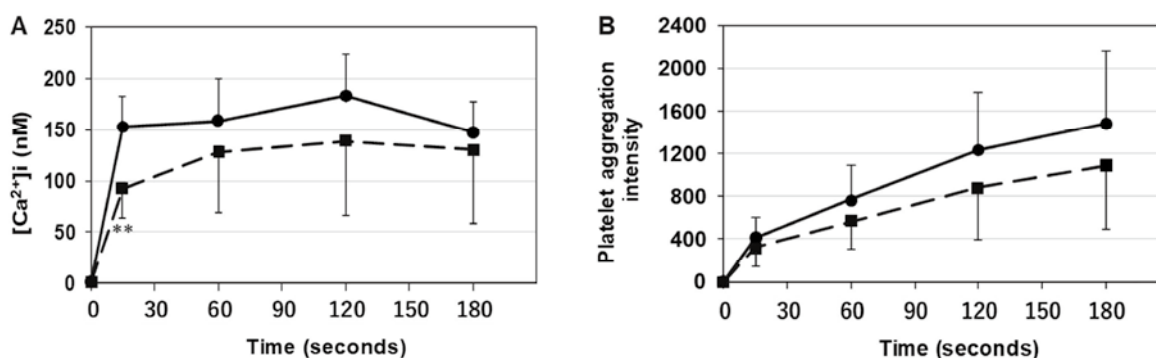 A
[Ca²⁺]i (nM)
250
200
150
100
50
0
**
0 30 60 90 120 150 180
Time (seconds)
B
Platelet aggregation
intensity
2400
2000
1600
1200
800
400
0
0 30 60 90 120 150 180
Time (seconds)